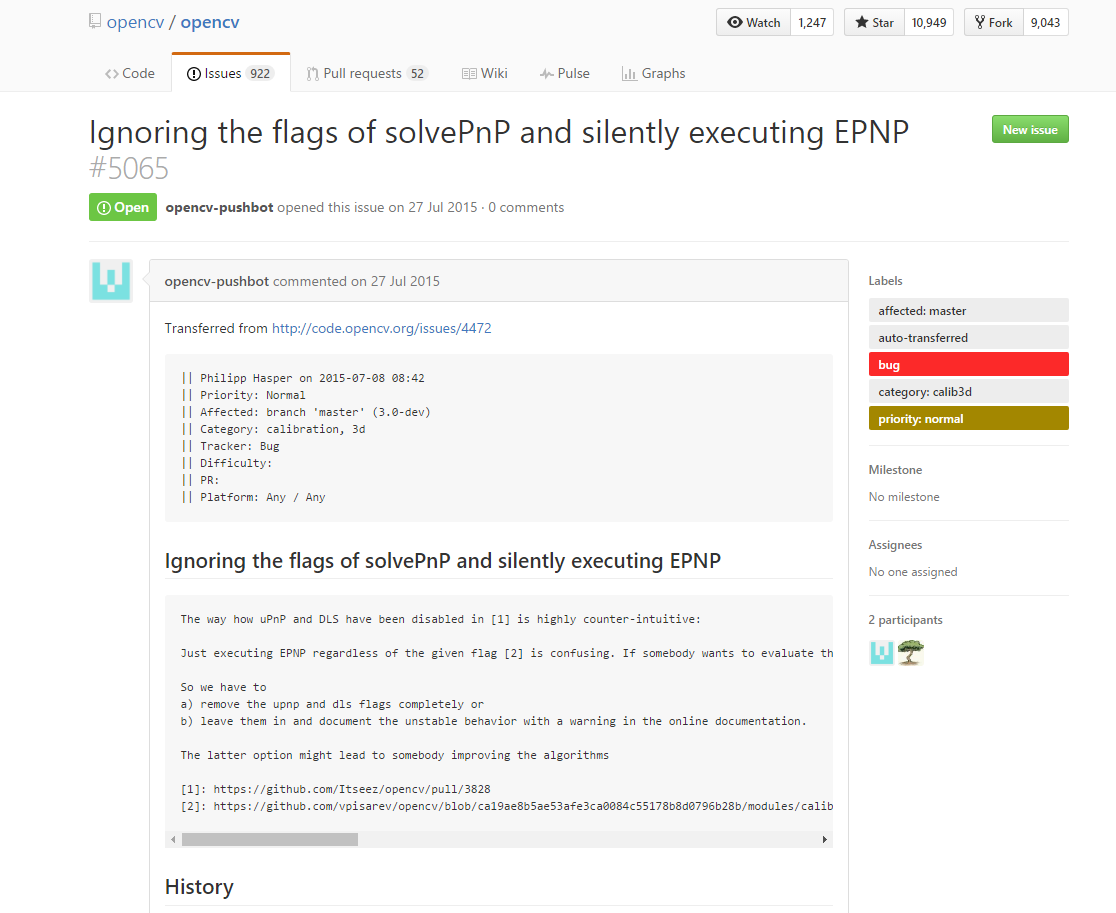 opencv / opencv
Watch 1,247 Star 10,949 Fork 9,043
Code Issues 922 Pull requests 52 Wiki Pulse Graphs
Ignoring the flags of solvePnP and silently executing EPNP
#5065
New issue
Open opencv-pushbot opened this issue on 27 Jul 2015 · 0 comments
opencv-pushbot commented on 27 Jul 2015
Transferred from http://code.opencv.org/issues/4472
|| Philipp Hasper on 2015-07-08 08:42
|| Priority: Normal
|| Affected: branch 'master' (3.0-dev)
|| Category: calibration, 3d
|| Tracker: Bug
|| Difficulty:
|| PR:
|| Platform: Any / Any
Ignoring the flags of solvePnP and silently executing EPNP
The way how uPnP and DLS have been disabled in [1] is highly counter-intuitive:
Just executing EPNP regardless of the given flag [2] is confusing. If somebody wants to evaluate th
So we have to
a) remove the upnp and dls flags completely or
b) leave them in and document the unstable behavior with a warning in the online documentation.
The latter option might lead to somebody improving the algorithms
[1]: https://github.com/Itseez/opencv/pull/3828
[2]: https://github.com/vpisarev/opencv/blob/ca19ae8b5ae53afe3ca0084c55178b8d0796b28b/modules/calib
History
Labels
affected: master
auto-transferred
bug
category: calib3d
priority: normal
Milestone
No milestone
Assignees
No one assigned
2 participants